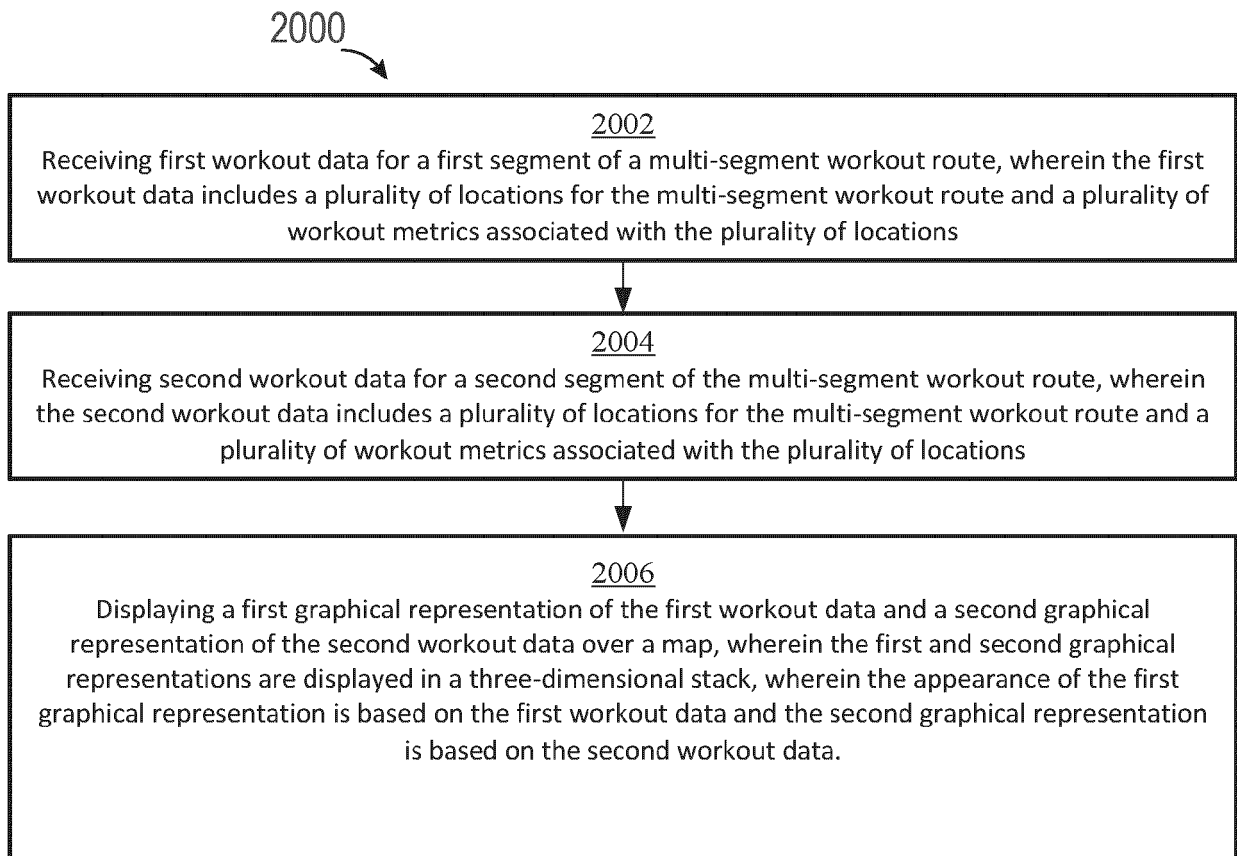 2000
2002
Receiving first workout data for a first segment of a multi-segment workout route, wherein the first
workout data includes a plurality of locations for the multi-segment workout route and a plurality of
workout metrics associated with the plurality of locations
2004
Receiving second workout data for a second segment of the multi-segment workout route, wherein
the second workout data includes a plurality of locations for the multi-segment workout route and a
plurality of workout metrics associated with the plurality of locations
2006
Displaying a first graphical representation of the first workout data and a second graphical
representation of the second workout data over a map, wherein the first and second graphical
representations are displayed in a three-dimensional stack, wherein the appearance of the first
graphical representation is based on the first workout data and the second graphical representation
is based on the second workout data.